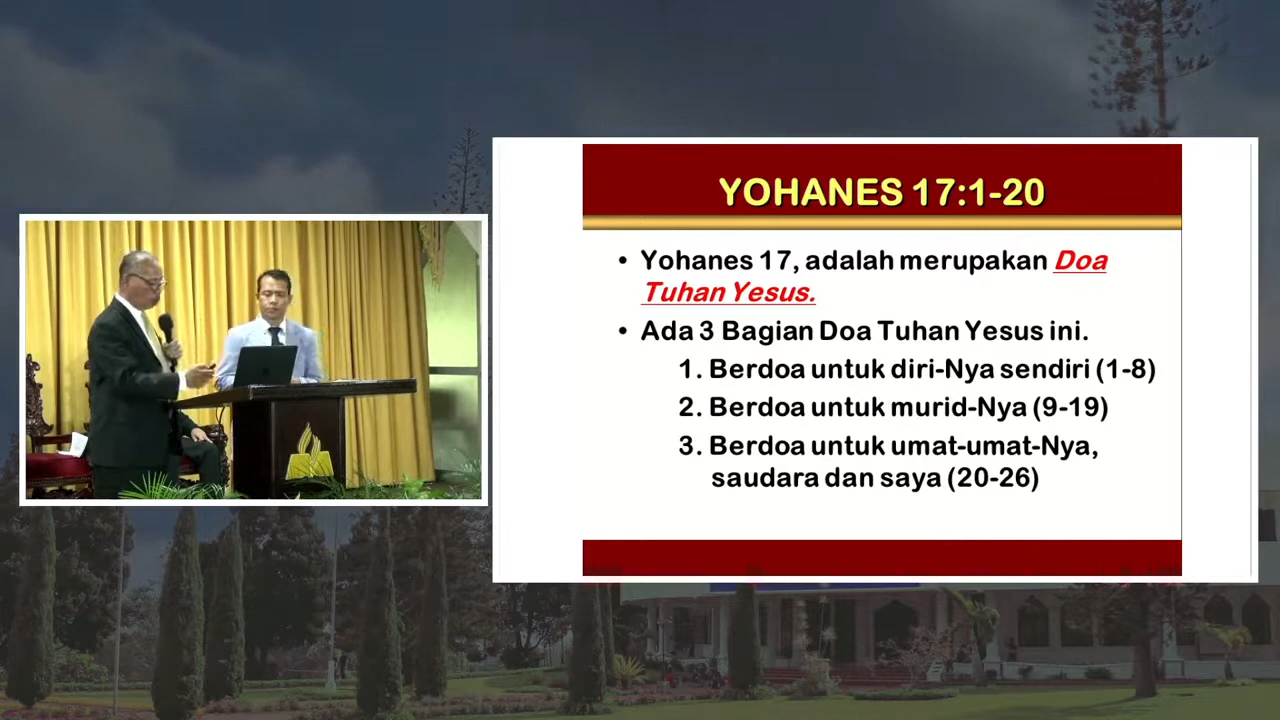 YOHANES 17:1-20
• Yohanes 17, adalah merupakan Doa
Tuhan Yesus.
• Ada 3 Bagian Doa Tuhan Yesus ini.
1. Berdoa untuk diri-Nya sendiri (1-8)
2. Berdoa untuk murid-Nya (9-19)
3. Berdoa untuk umat-umat-Nya,
saudara dan saya (20-26)